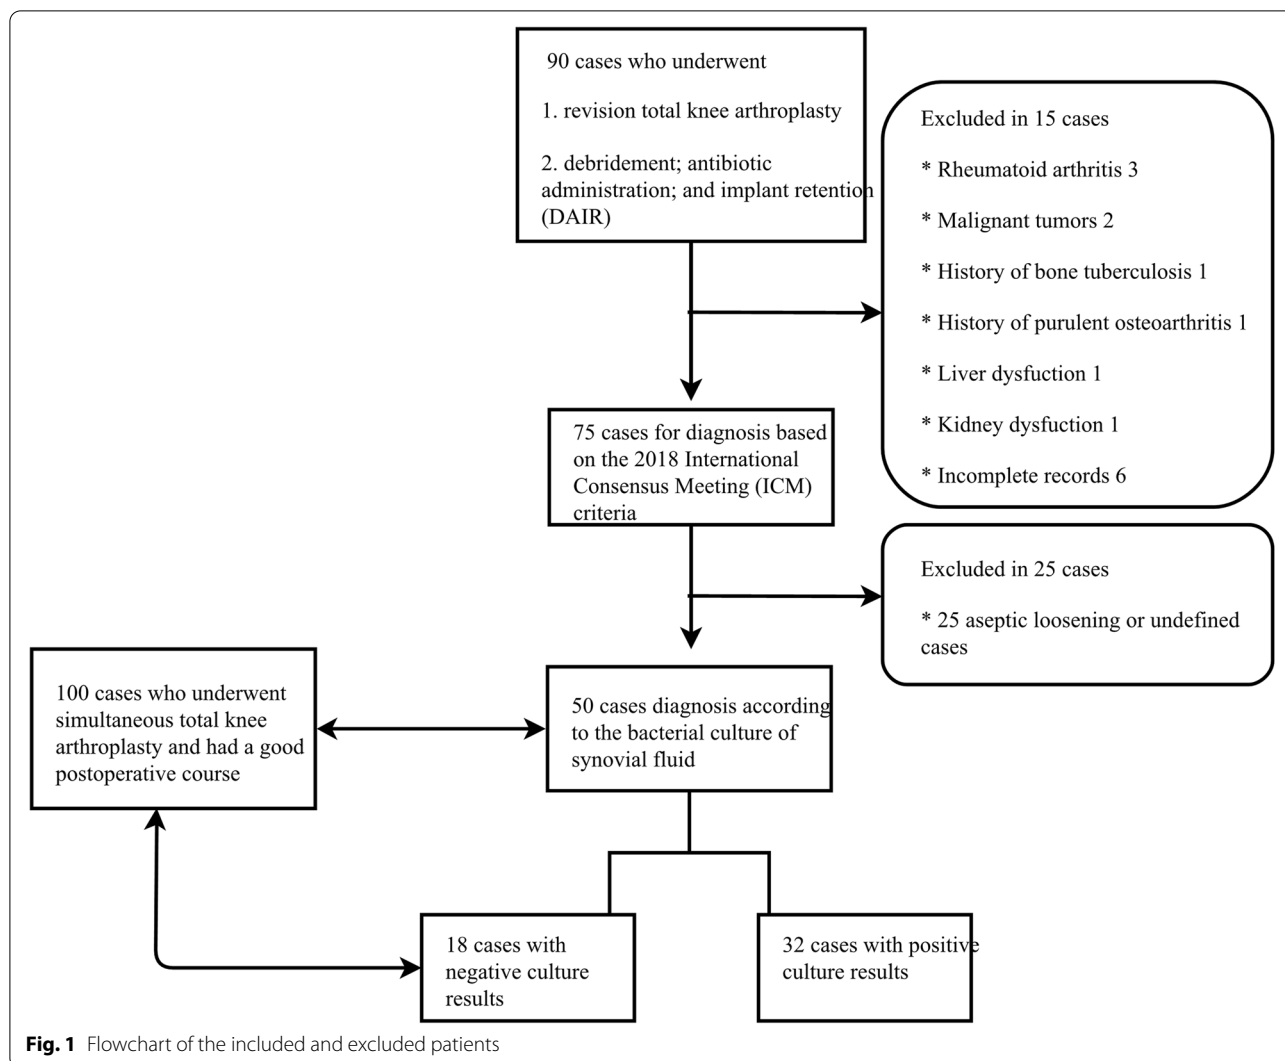 90 cases who underwent
1. revision total knee arthroplasty
2. debridement; antibiotic
administration; and implant retention
(DAIR)
Excluded in 15 cases
* Rheumatoid arthritis 3
* Malignant tumors 2
* History of bone tuberculosis 1
* History of purulent osteoarthritis 1
* Liver dysfuction 1
* Kidney dysfuction 1
* Incomplete records 6
75 cases for diagnosis based
on the 2018 International
Consensus Meeting (ICM)
criteria
Excluded in 25 cases
* 25 aseptic loosening or undefined
cases
100 cases who underwent
simultaneous total knee
arthroplasty and had a good
postoperative course
50 cases diagnosis according
to the bacterial culture of
synovial fluid
18 cases with
negative culture
results
32 cases with positive
culture results
Fig. 1 Flowchart of the included and excluded patients